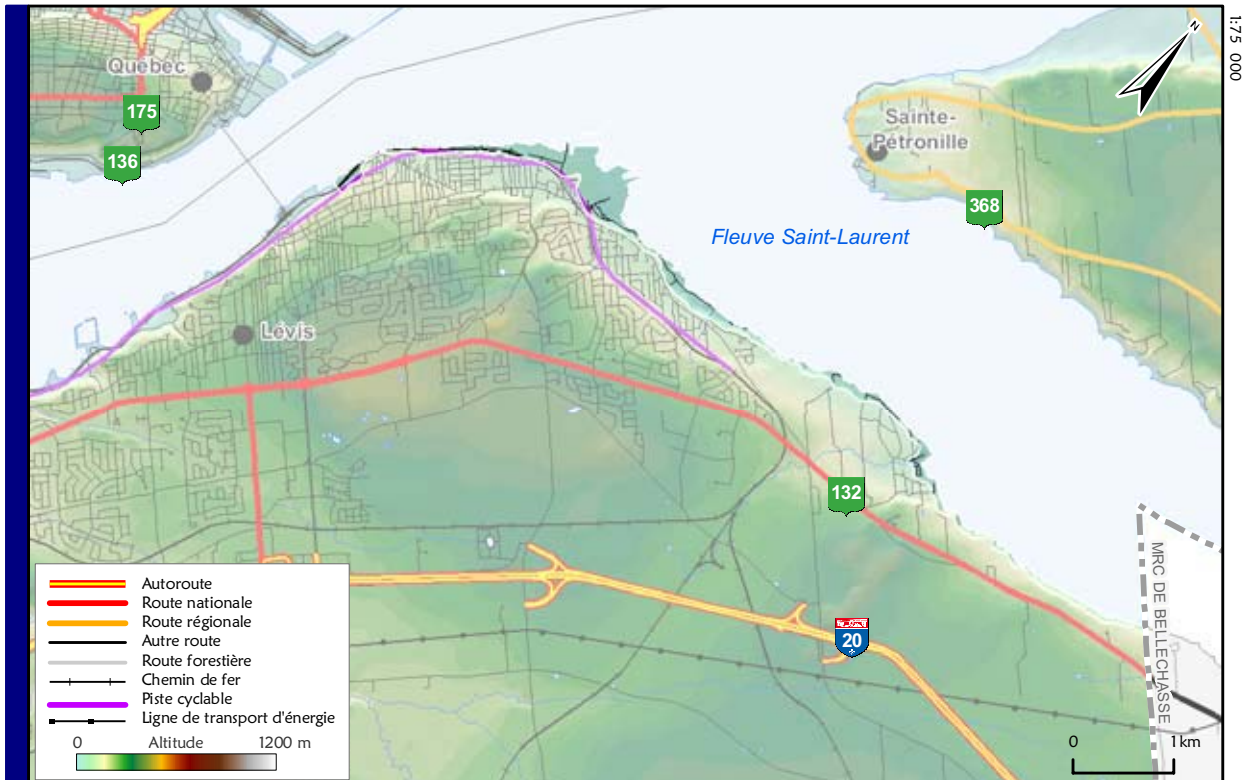 1:75 000
N
Québec
175
136
Sainte-
Pétronille
368
Fleuve Saint-Laurent
Lévis
132
20
MRC DE BELLECHASSE
Autoroute
Route nationale
Route régionale
Autre route
Route forestière
Chemin de fer
Piste cyclable
Ligne de transport d'énergie
0 Altitude 1200 m
0 1km